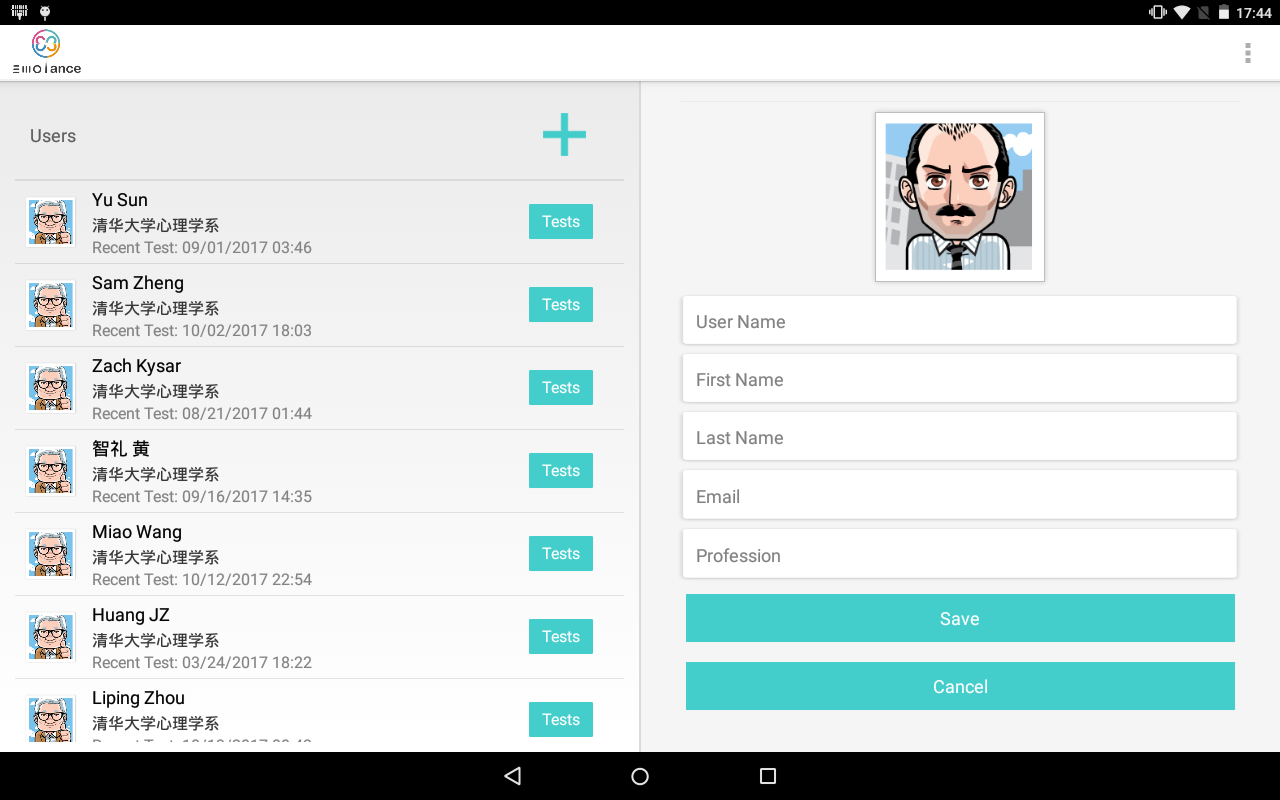 17:44
Emotance
Users
Yu Sun
清华大学心理学系
Recent Test: 09/01/2017 03:46
Tests
Sam Zheng
清华大学心理学系
Recent Test: 10/02/2017 18:03
Tests
Zach Kysar
清华大学心理学系
Recent Test: 08/21/2017 01:44
Tests
智礼 黄
清华大学心理学系
Recent Test: 09/16/2017 14:35
Tests
Miao Wang
清华大学心理学系
Recent Test: 10/12/2017 22:54
Tests
Huang JZ
清华大学心理学系
Recent Test: 03/24/2017 18:22
Tests
Liping Zhou
清华大学心理学系
Tests
User Name
First Name
Last Name
Email
Profession
Save
Cancel